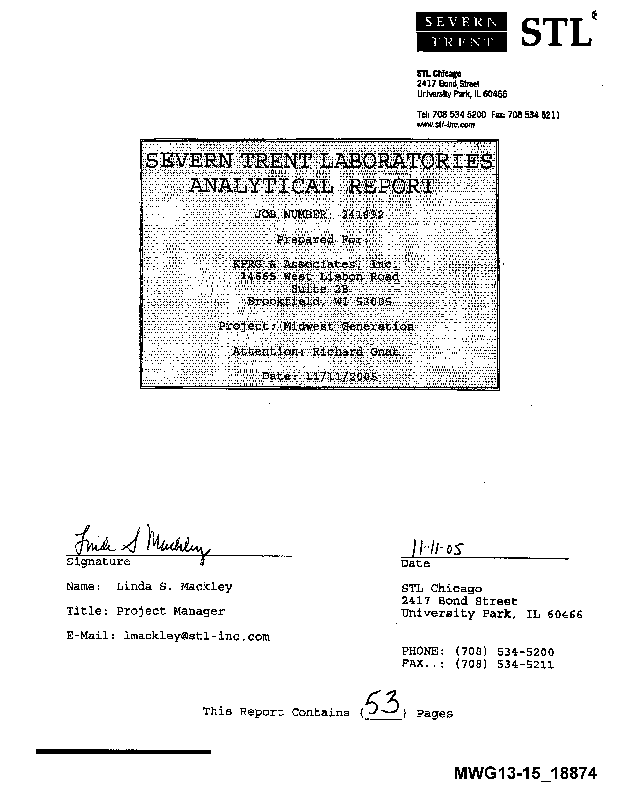 SEVERN
TRENT
STL®
STL Chicago
2417 Bond Street
University Park, IL 60466
Tel: 708 534 5200 Fax: 708 534 5211
www.stl-inc.com
SEVERN TRENT LABORATORIES
ANALYTICAL REPORT
JOB NUMBER:
Prepared For:
KPRG & Associates, Inc.
14665 West Lisbon Road
Suite 2B
Brookfield, WI 53005
Project: Midwest Generation
Attention: Richard Gnat
Date: 11/11/2005
Linda S Mackley
11-11-05
Signature
Date
Name: Linda S. Mackley
Title: Project Manager
E-Mail: lmackley@stl-inc.com
STL Chicago
2417 Bond Street
University Park, IL 60466
PHONE: (708) 534-5200
FAX..: (708) 534-5211
This Report Contains (53) Pages
MWG13-15_18874